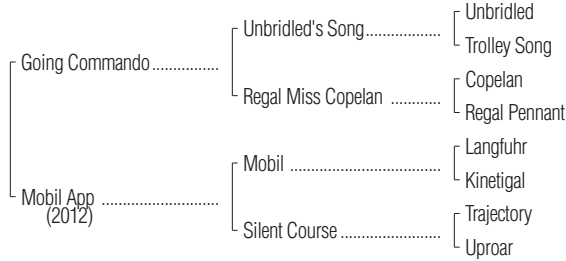 Unbridled
Unbridled's Song..................
Trolley Song
Going Commando................
Copelan
Regal Miss Copelan ............
Regal Pennant
Langfuhr
Mobil ....................................
Kinetigal
Mobil App ............................
(2012)
Trajectory
Silent Course........................
Uproar